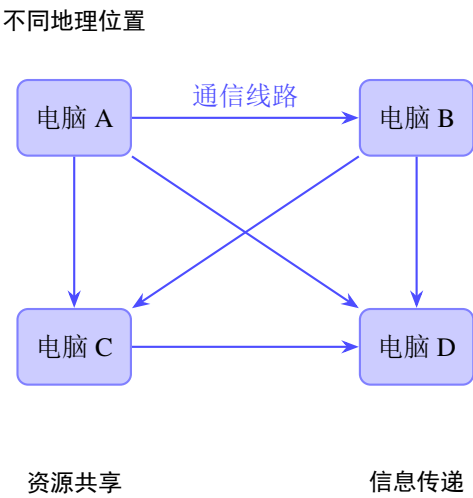 不同地理位置
通信线路
电脑 A
电脑 B
电脑 C
电脑 D
资源共享
信息传递